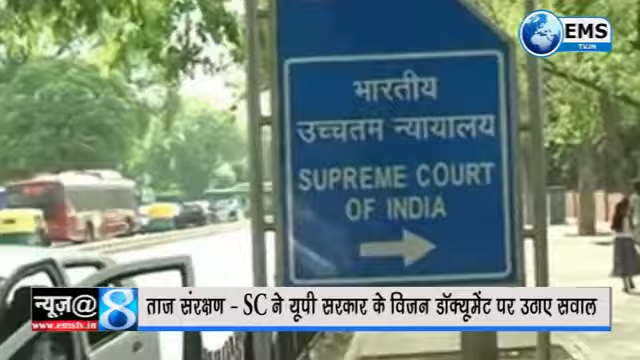 EMS
TV.IN
भारतीय
उच्चतम न्यायालय
SUPREME COURT
OF INDIA
न्यूज़@8
www.emstv.in
ताज संरक्षण - SC ने यूपी सरकार के विजन डॉक्यूमेंट पर उठाए सवाल